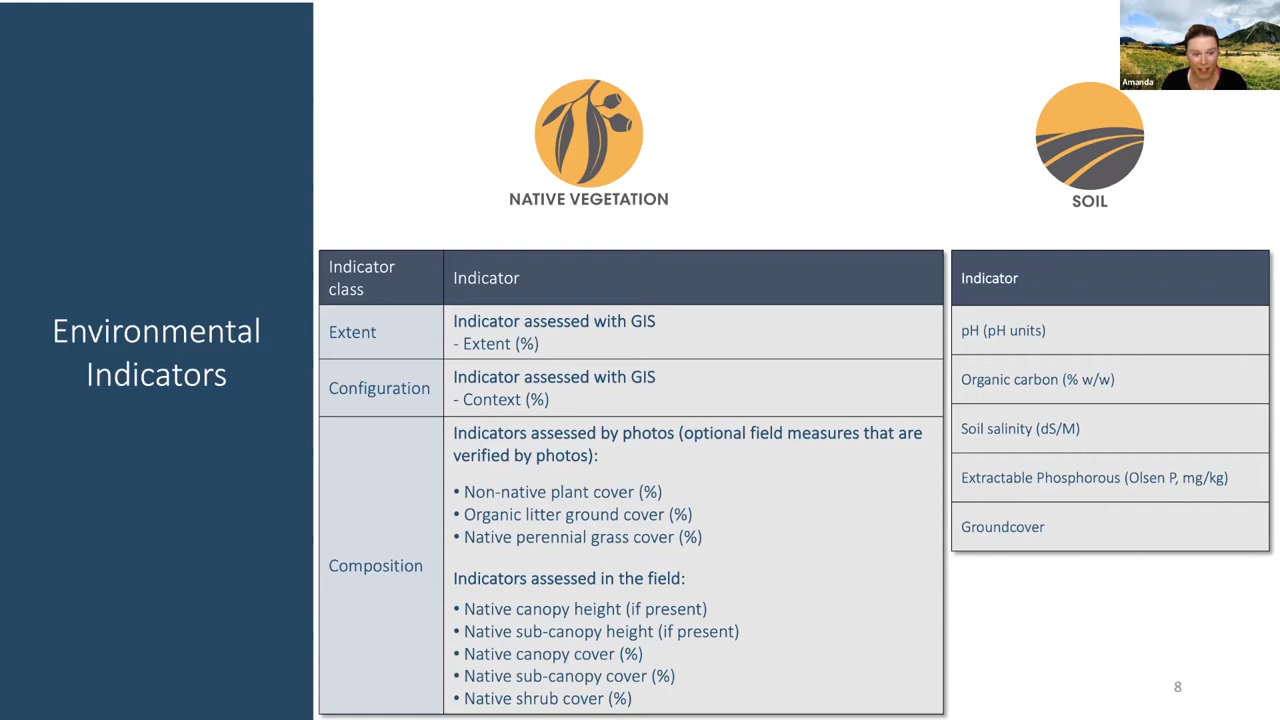 Amanda
NATIVE VEGETATION
SOIL
Environmental
Indicators
Indicator
class
Indicator
Extent
Indicator assessed with GIS
- Extent (%)
Configuration
Indicator assessed with GIS
- Context (%)
Composition
Indicators assessed by photos (optional field measures that are
verified by photos):
• Non-native plant cover (%)
• Organic litter ground cover (%)
• Native perennial grass cover (%)
Indicators assessed in the field:
• Native canopy height (if present)
• Native sub-canopy height (if present)
• Native canopy cover (%)
• Native sub-canopy cover (%)
• Native shrub cover (%)
Indicator
pH (pH units)
Organic carbon (% w/w)
Soil salinity (dS/M)
Extractable Phosphorous (Olsen P, mg/kg)
Groundcover
8